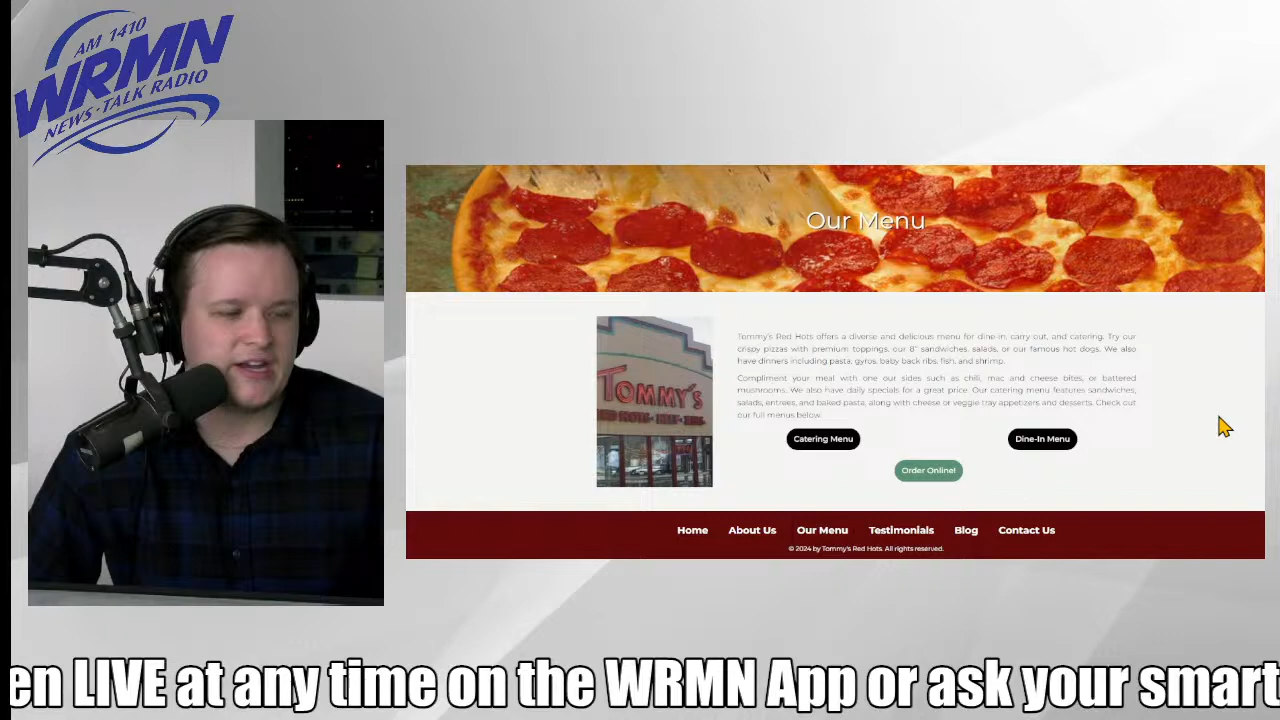 AM 1410
WRMN
NEWS·TALK RADIO
Our Menu
TOMMY'S
Tommy's Red Hots offers a diverse and delicious menu for dine-in, carry out, and catering. Try our
crispy pizzas with premium toppings, our 8" sandwiches, salads, or our famous hot dogs. We also
have dinners including pasta, gyros, baby back ribs, fish, and shrimp.
Compliment your meal with one our sides such as chili, mac and cheese bites, or battered
mushrooms. We also have daily specials for a great price. Our catering menu features sandwiches,
salads, entrees, and baked pasta, along with cheese or veggie tray appetizers and desserts. Check out
our full menus below.
Catering Menu
Dine-In Menu
Order Online!
Home About Us Our Menu Testimonials Blog Contact Us
© 2024 by Tommy's Red Hots. All rights reserved.
en LIVE at any time on the WRMN App or ask your smart